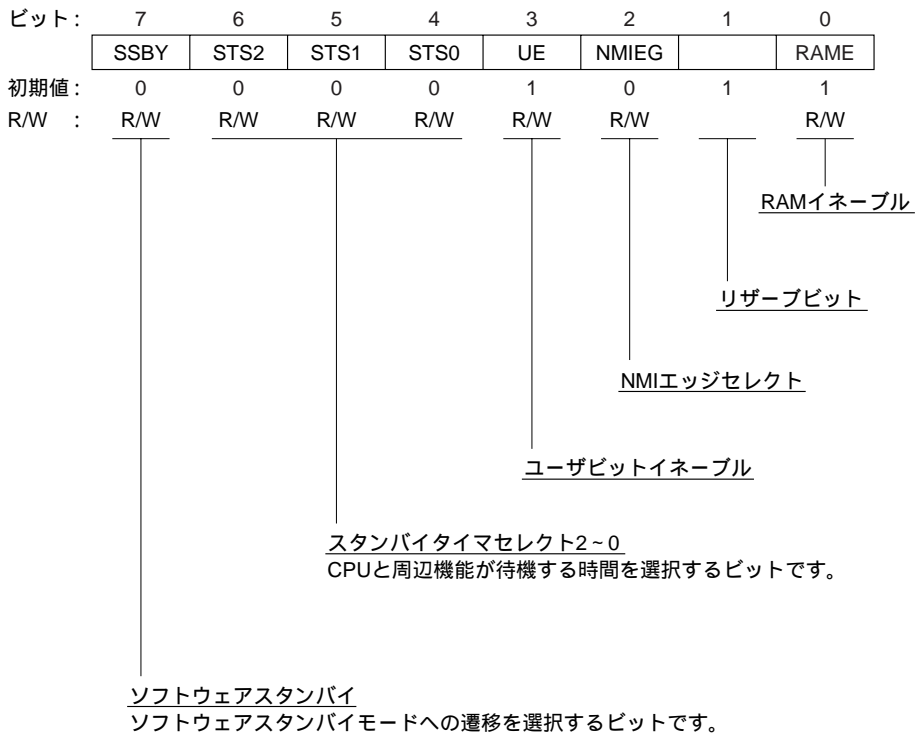 ビット: 7 6 5 4 3 2 1 0
SSBY STS2 STS1 STS0 UE NMIEG RAME
初期値: 0 0 0 0 1 0 1 1
R/W : R/W R/W R/W R/W R/W R/W R/W
RAMイネーブル
リザーブビット
NMIエッジセレクト
ユーザビットイネーブル
スタンバイタイマセレクト2~0
CPUと周辺機能が待機する時間を選択するビットです。
ソフトウェアスタンバイ
ソフトウェアスタンバイモードへの遷移を選択するビットです。